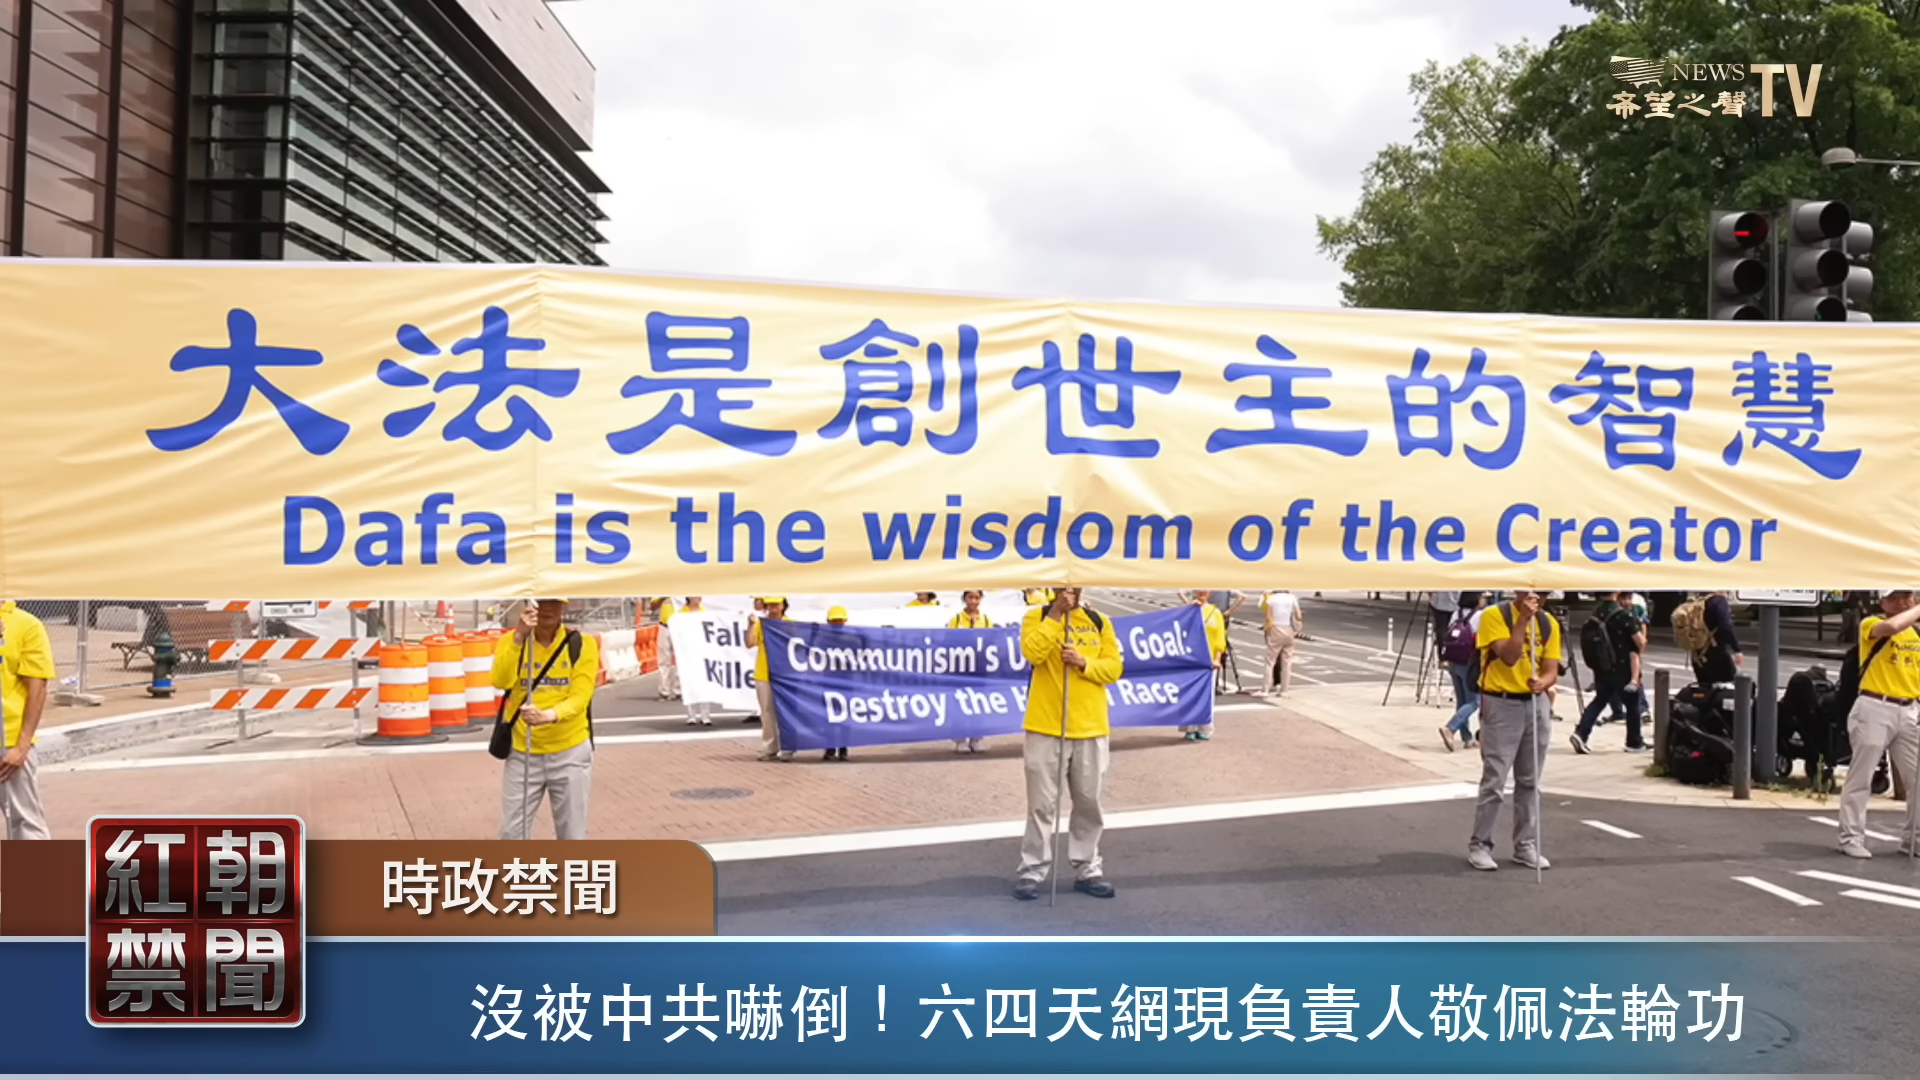 NEWS
希望之聲TV
大法是創世主的智慧
Dafa is the wisdom of the Creator
Communism's Goal:
Destroy the Race
紅朝
禁聞
時政禁聞
沒被中共嚇倒！六四天網現負責人敬佩法輪功